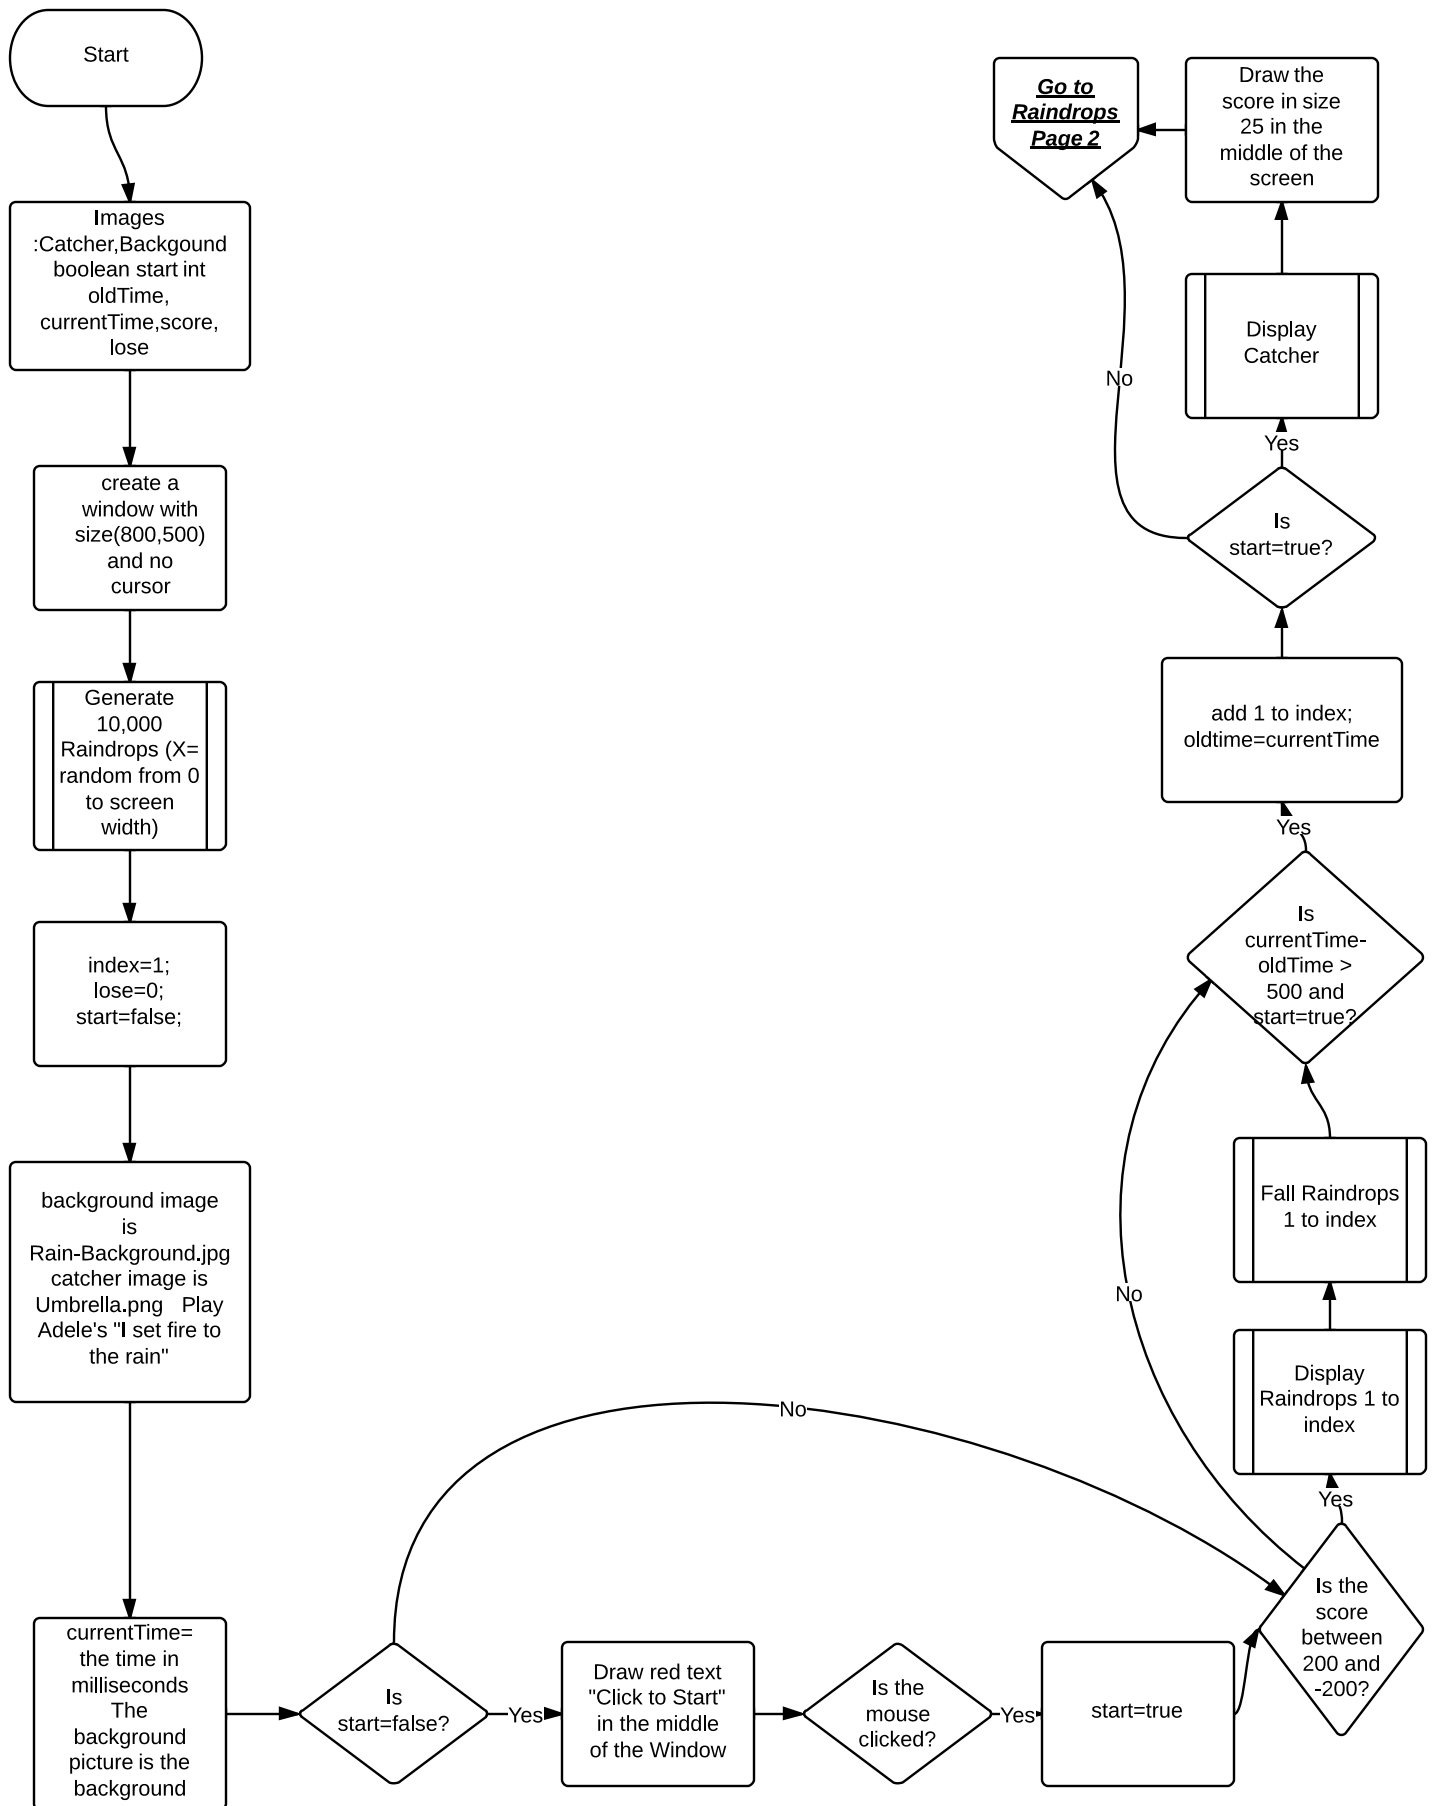 Start
Images
:Catcher,Backgound
boolean start int
oldTime,
currentTime,score,
lose
create a
window with
size(800,500)
and no
cursor
Generate
10,000
Raindrops (X=
random from 0
to screen
width)
index=1;
lose=0;
start=false;
background image
is
Rain-Background.jpg
catcher image is
Umbrella.png Play
Adele's "I set fire to
the rain"
currentTime=
the time in
milliseconds
The
background
picture is the
background
Is
start=false?
No
Yes
Draw red text
"Click to Start"
in the middle
of the Window
Is the
mouse
clicked?
Yes
start=true
Is the
score
between
200 and
-200?
No
Yes
Display
Raindrops 1 to
index
Fall Raindrops
1 to index
Is
currentTime-
oldTime >
500 and
start=true?
Yes
add 1 to index;
oldtime=currentTime
Is
start=true?
No
Yes
Display
Catcher
Draw the
score in size
25 in the
middle of the
screen
Go to
Raindrops
Page 2